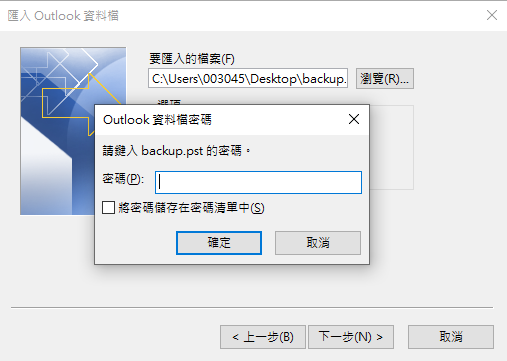 匯入 Outlook 資料檔
要匯入的檔案(F)
C:\Users\003045\Desktop\backup.
瀏覽(R)...
選項
Outlook 資料檔密碼
請鍵入 backup.pst 的密碼。
密碼(P):
將密碼儲存在密碼清單中(S)
確定
取消
< 上一步(B)
下一步(N) >
取消